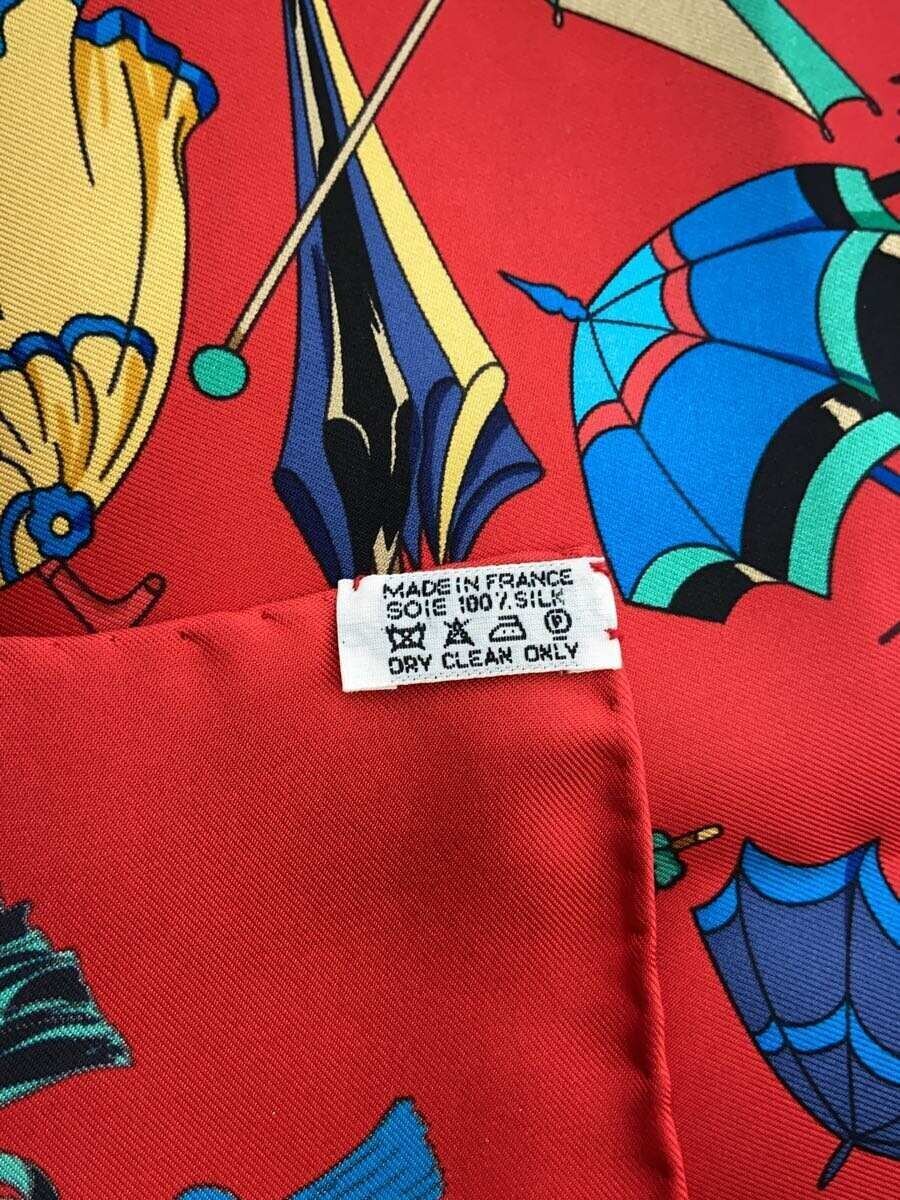 MADE IN FRANCE
SOIE 100% SILK
P
DRY CLEAN ONLY